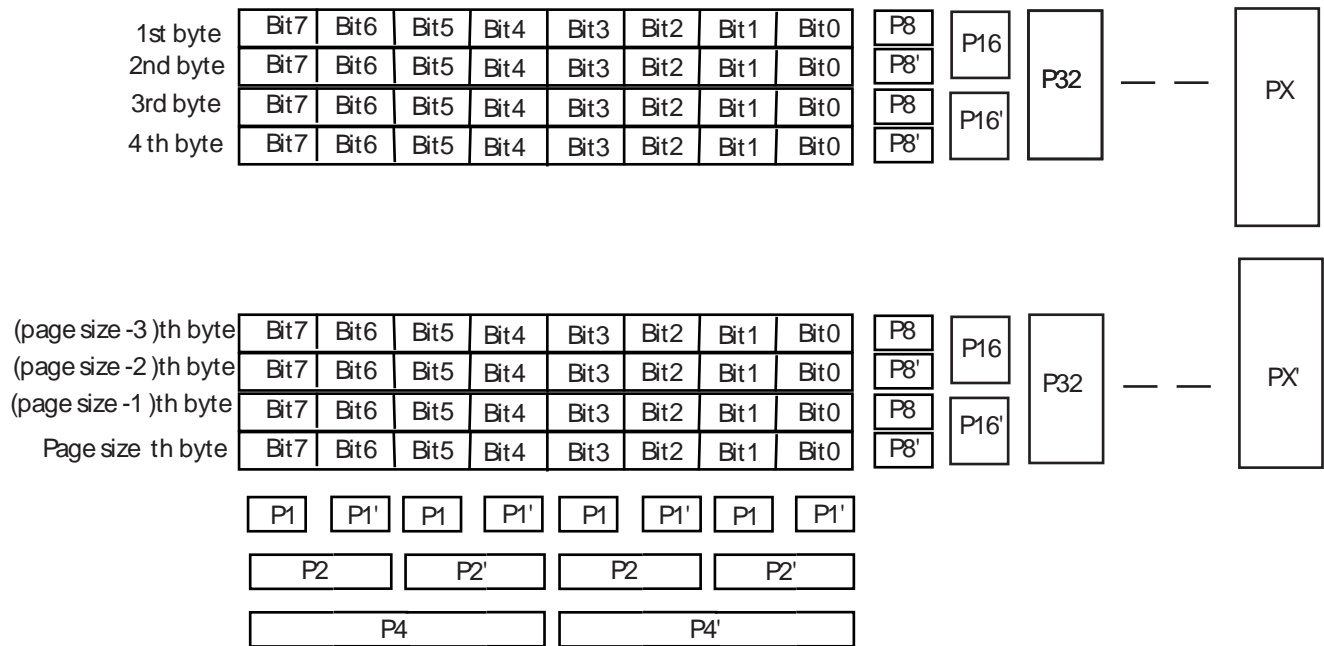 1st byte Bit7 Bit6 Bit5 Bit4 Bit3 Bit2 Bit1 Bit0 P8 P16 P32 — — PX
2nd byte Bit7 Bit6 Bit5 Bit4 Bit3 Bit2 Bit1 Bit0 P8'
3rd byte Bit7 Bit6 Bit5 Bit4 Bit3 Bit2 Bit1 Bit0 P8 P16'
4 th byte Bit7 Bit6 Bit5 Bit4 Bit3 Bit2 Bit1 Bit0 P8'
(page size -3 )th byte Bit7 Bit6 Bit5 Bit4 Bit3 Bit2 Bit1 Bit0 P8 P16 P32 — — PX'
(page size -2 )th byte Bit7 Bit6 Bit5 Bit4 Bit3 Bit2 Bit1 Bit0 P8'
(page size -1 )th byte Bit7 Bit6 Bit5 Bit4 Bit3 Bit2 Bit1 Bit0 P8 P16'
Page size th byte Bit7 Bit6 Bit5 Bit4 Bit3 Bit2 Bit1 Bit0 P8'
P1 P1' P1 P1' P1 P1' P1 P1'
P2 P2' P2 P2'
P4 P4'